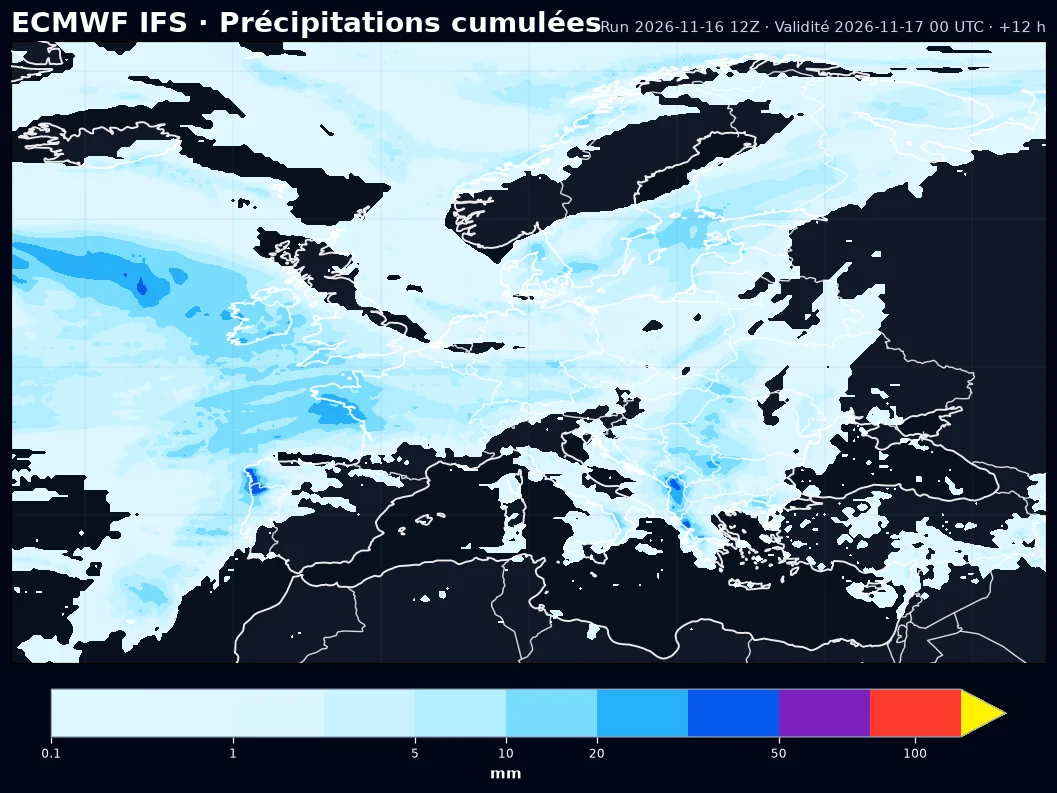 ECMWF IFS · Précipitations cumulées
Run 2026-11-16 12Z · Validité 2026-11-17 00 UTC · +12 h
0.1 1 5 10 20 50 100
mm